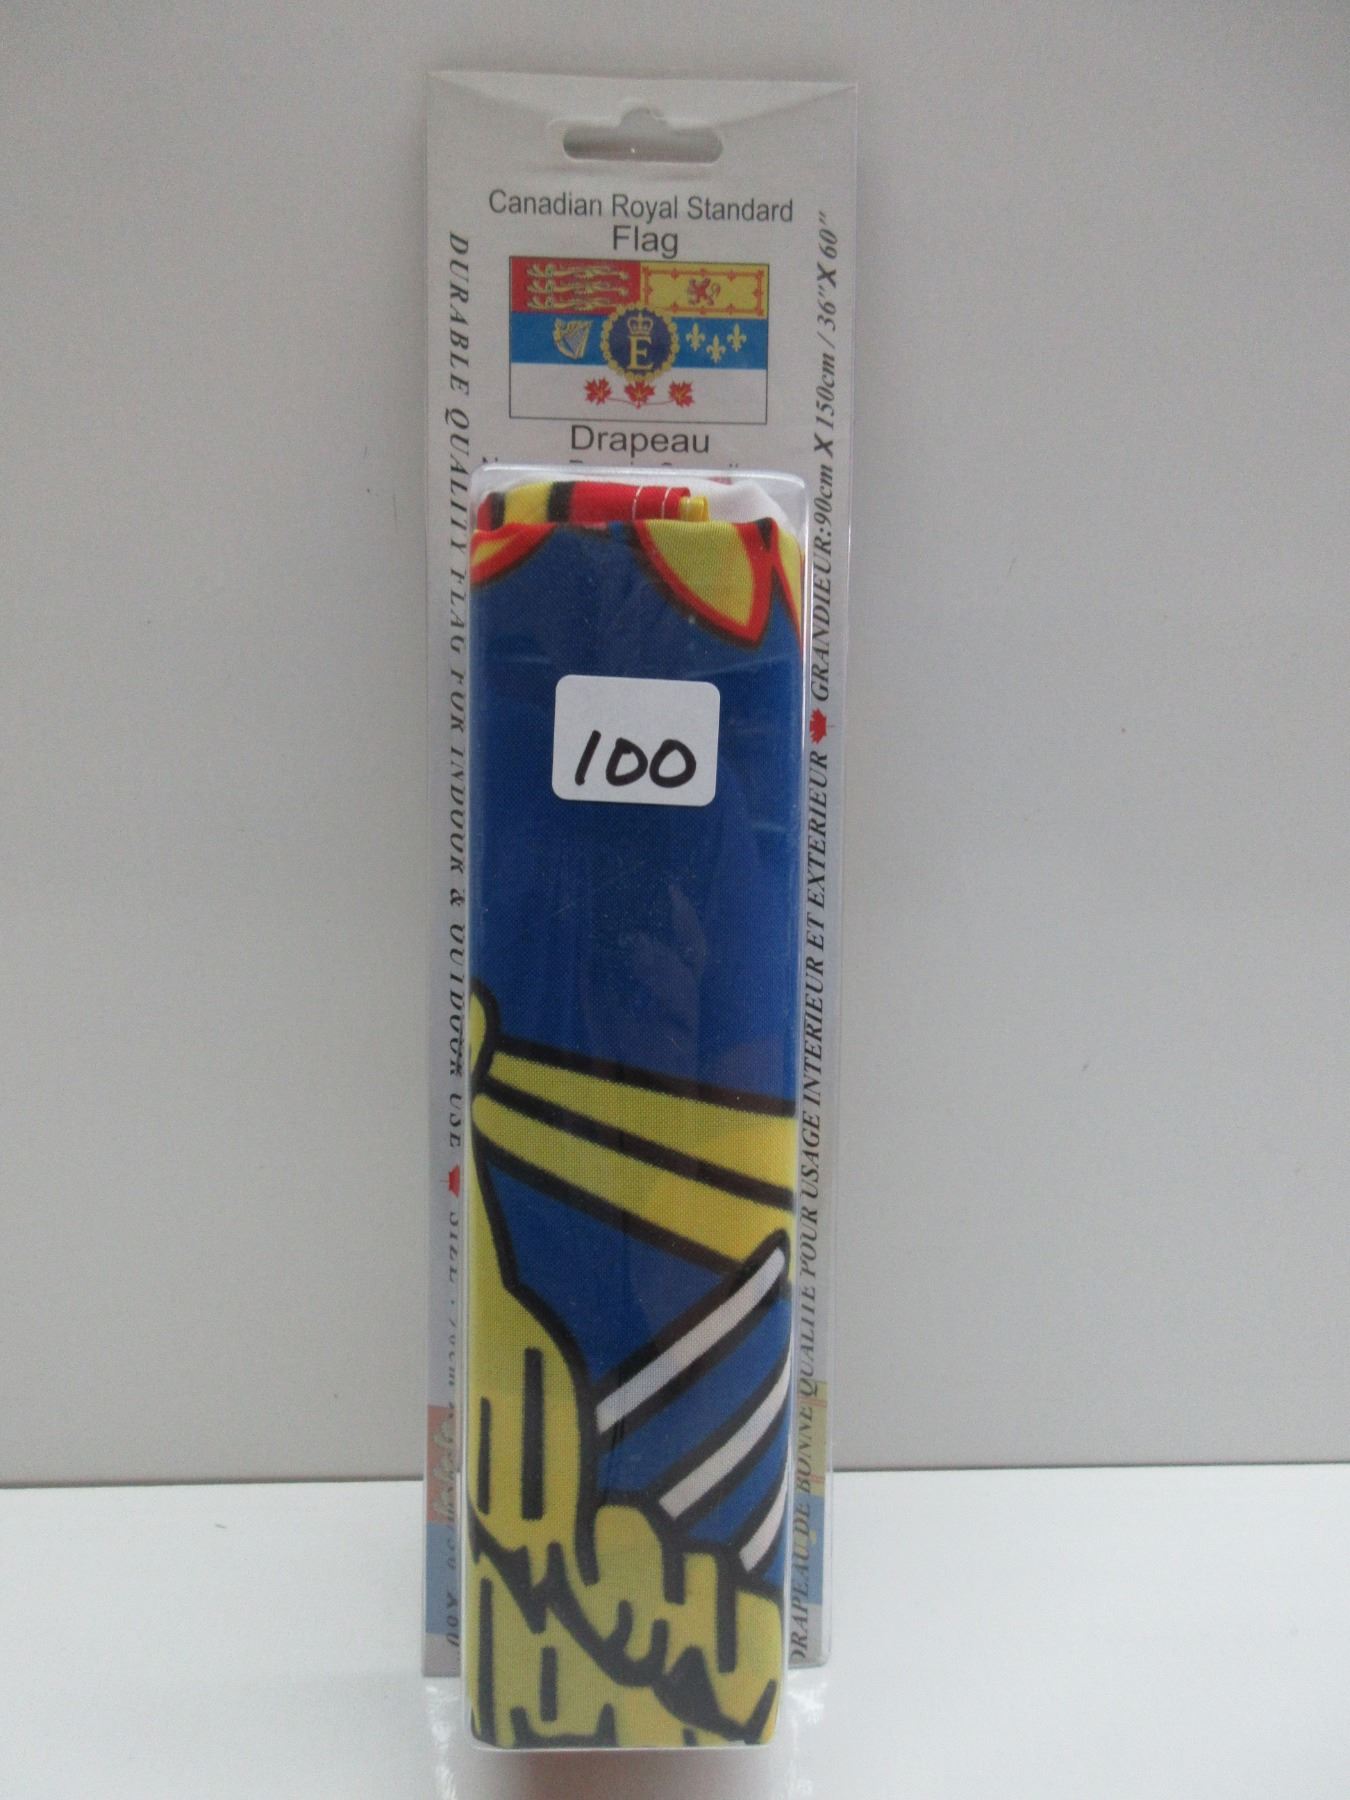 Canadian Royal Standard
Flag
E
Drapeau
100
DURABLE QUALITY FLAG FOR INDOOR & OUTDOOR USE
DRAPEAU DE BONNE QUALITE POUR USAGE INTERIEUR ET EXTERIEUR GRANDIEUR:90cm X 150cm / 36"X 60"